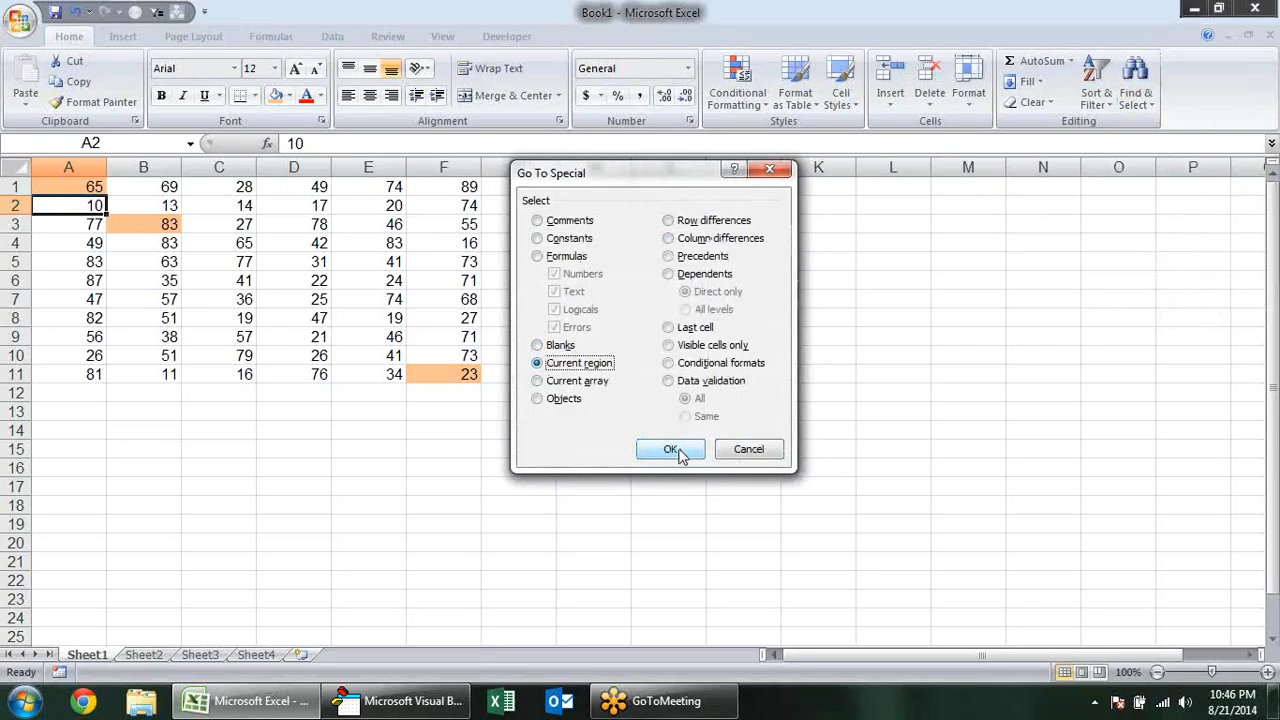 Book1 - Microsoft Excel
Home Insert Page Layout Formulas Data Review View Developer
Paste Cut Copy Format Painter Clipboard
Arial 12 A A B I U A Font
Wrap Text Merge & Center Alignment
General $ % , Number
Conditional Formatting Format as Table Cell Styles Styles
Insert Delete Format Cells
AutoSum Fill Clear Sort & Filter Find & Select Editing
A2 fx 10
A B C D E F K L M N O P
1 65 69 28 49 74 89
2 10 13 14 17 20 74
3 77 83 27 78 46 55
4 49 83 65 42 83 16
5 83 63 77 31 41 73
6 87 35 41 22 24 71
7 47 57 36 25 74 68
8 82 51 19 47 19 27
9 56 38 57 21 46 71
10 26 51 79 26 41 73
11 81 11 16 76 34 23
12
13
14
15
16
17
18
19
20
21
22
23
24
25
Go To Special ?
Select
Comments Row differences
Constants Column differences
Formulas Precedents
Numbers Dependents
Text Direct only
Logicals All levels
Errors Last cell
Blanks Visible cells only
Current region Conditional formats
Current array Data validation
Objects All
Same
OK Cancel
Sheet1 Sheet2 Sheet3 Sheet4
Ready 100%
Microsoft Excel - ... Microsoft Visual B... GoToMeeting 10:46 PM
8/21/2014